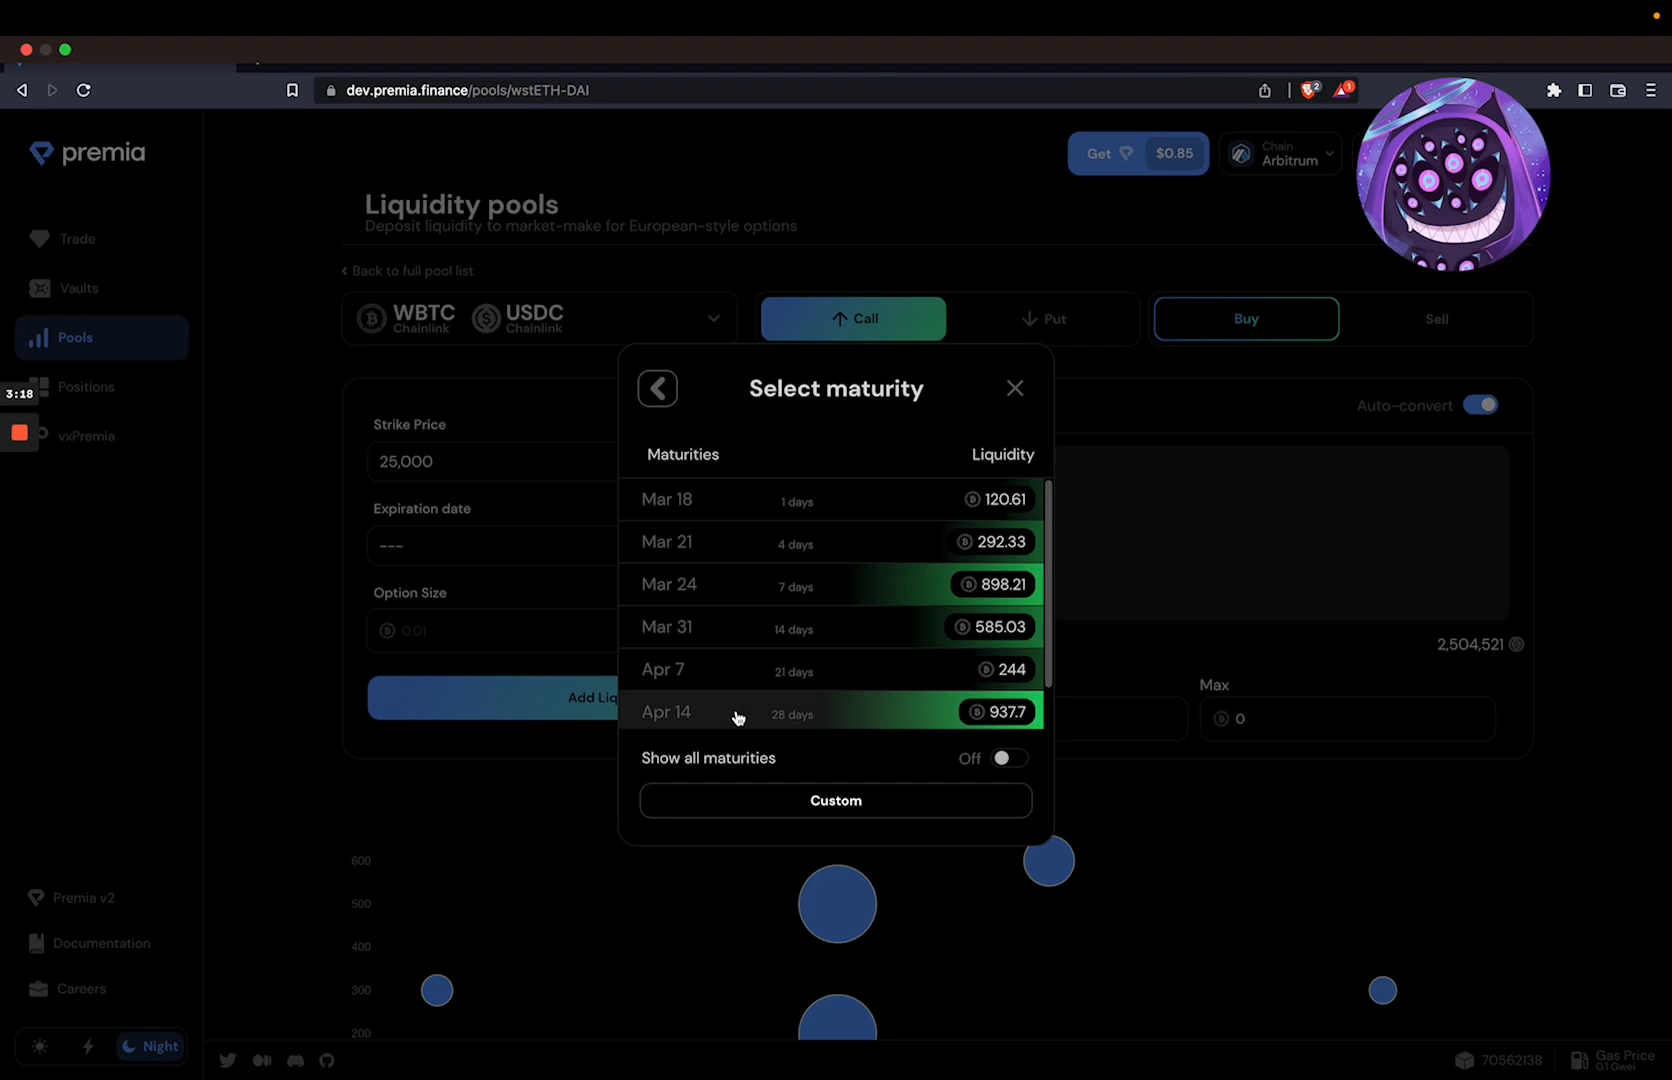 dev.premia.finance/pools/wstETH-DAI
2
1
premia
Get $0.85
Chain
Arbitrum
Liquidity pools
Deposit liquidity to market-make for European-style options
Trade
Vaults
Pools
Positions
vxPremia
3:18
Back to full pool list
WBTC
Chainlink
USDC
Chainlink
Call
Put
Buy
Sell
Strike Price
25,000
Expiration date
---
Option Size
0.01
Add Liq
Auto-convert
2,504,521
Max
0
Select maturity
Maturities Liquidity
Mar 18 1 days 120.61
Mar 21 4 days 292.33
Mar 24 7 days 898.21
Mar 31 14 days 585.03
Apr 7 21 days 244
Apr 14 28 days 937.7
Show all maturities Off
Custom
600
500
400
300
200
Premia v2
Documentation
Careers
Night
70562138
Gas Price
0.1 Gwei